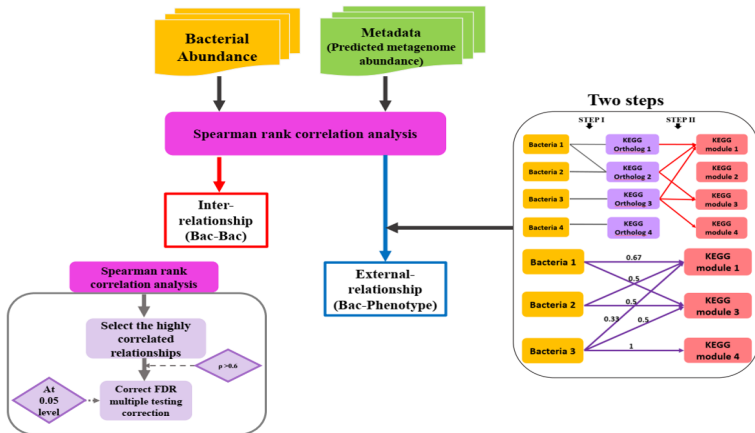 Bacterial
Abundance
Metadata
(Predicted metagenome
abundance)
Spearman rank correlation analysis
Inter-
relationship
(Bac-Bac)
External-
relationship
(Bac-Phenotype)
Two steps
STEP I
STEP II
Bacteria 1
KEGG
Ortholog 1
KEGG
module 1
Bacteria 2
KEGG
Ortholog 2
KEGG
module 2
Bacteria 3
KEGG
Ortholog 3
KEGG
module 3
Bacteria 4
KEGG
Ortholog 4
KEGG
module 4
Bacteria 1
0.67
KEGG
module 1
0.5
Bacteria 2
0.5
KEGG
module 3
0.33
0.5
Bacteria 3
1
KEGG
module 4
Spearman rank
correlation analysis
Select the highly
correlated
relationships
ρ >0.6
At
0.05
level
Correct FDR
multiple testing
correction